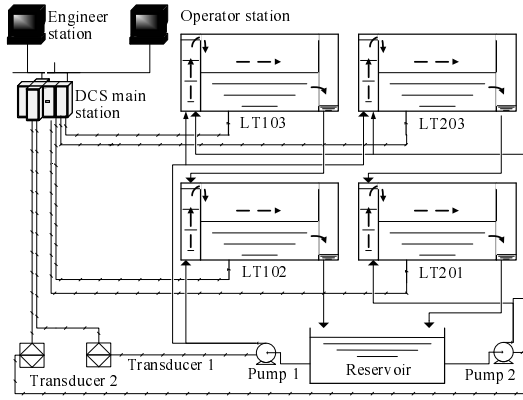 Engineer
station
Operator station
DCS main
station
LT103
LT203
LT102
LT201
Transducer 2
Transducer 1
Pump 1
Reservoir
Pump 2